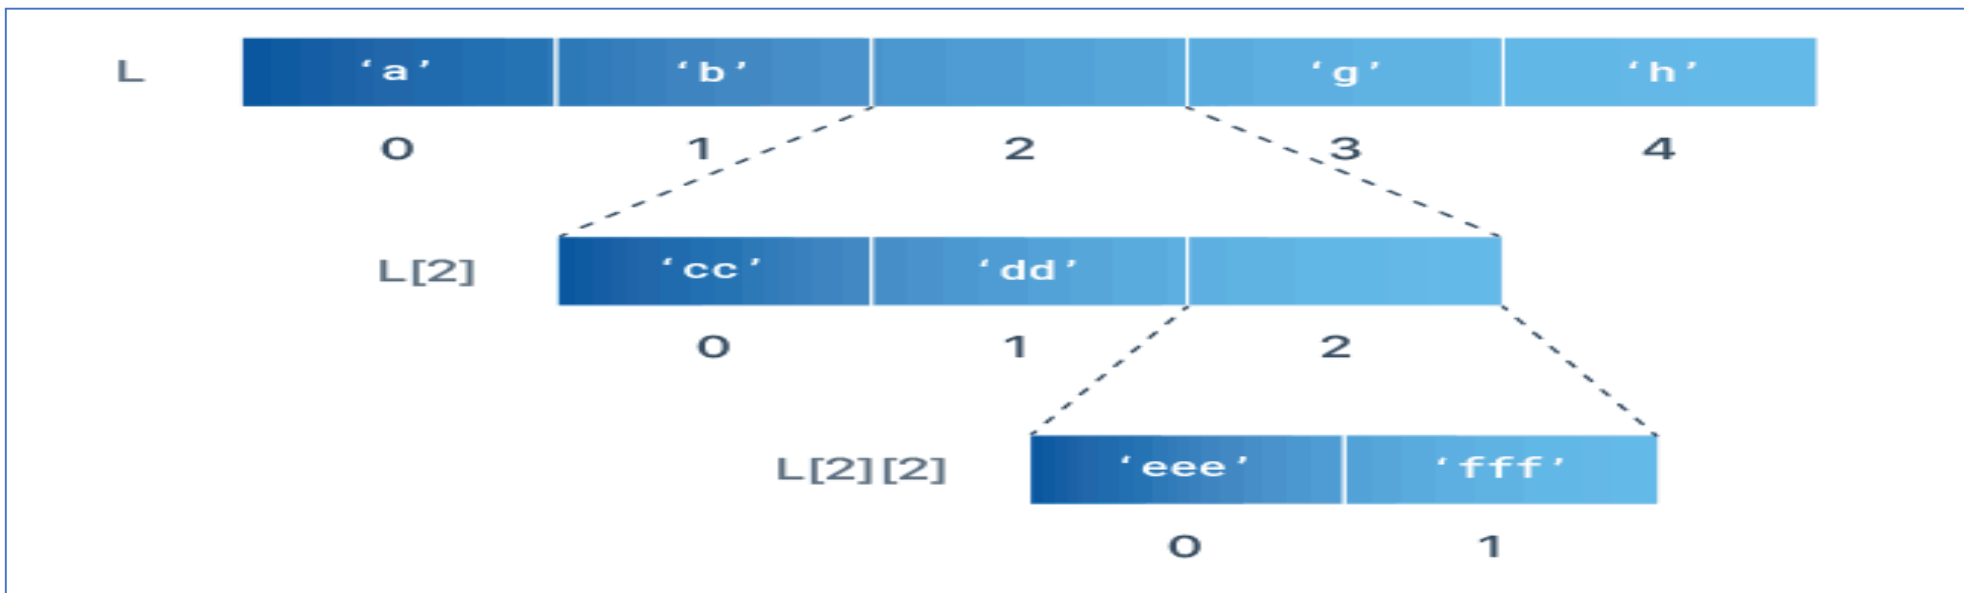 L ‘a’ ‘b’ ‘g’ ‘h’
0 1 2 3 4
L[2] ‘cc’ ‘dd’
0 1 2
L[2][2] ‘eee’ ‘fff’
0 1